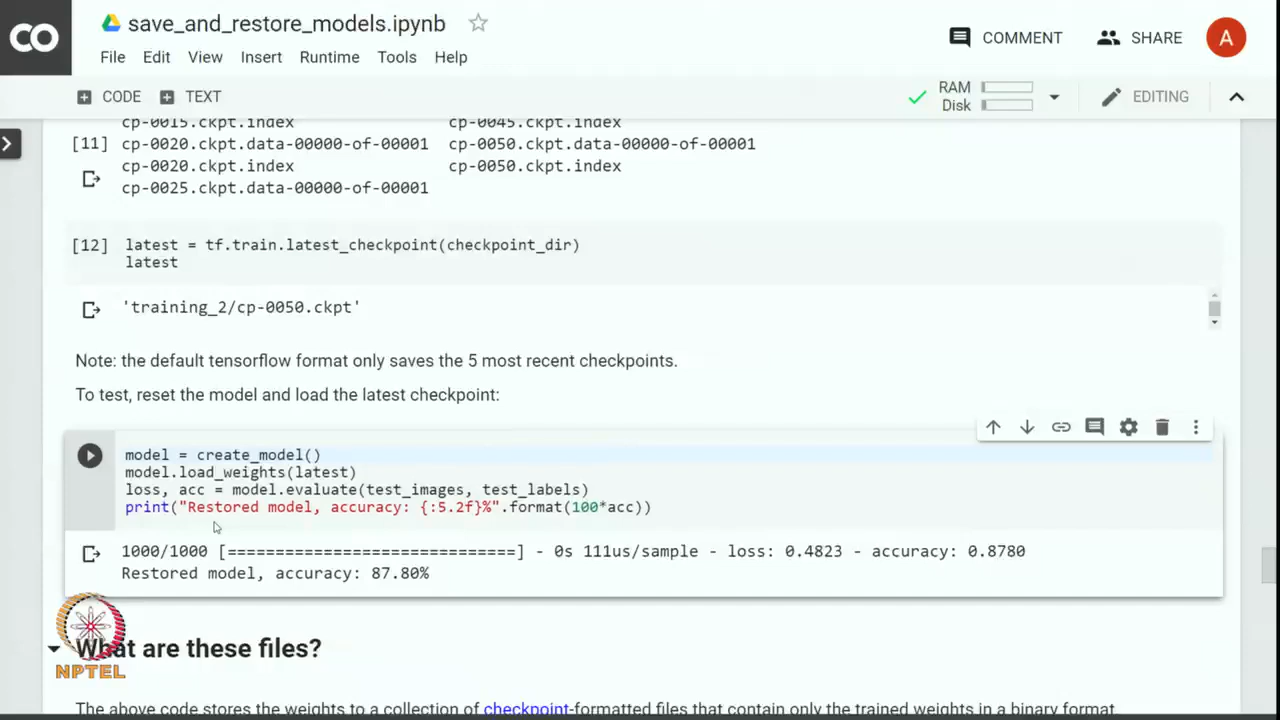 CO
save_and_restore_models.ipynb
COMMENT
SHARE
A
File Edit View Insert Runtime Tools Help
CODE TEXT
RAM
Disk
EDITING
cp-0015.ckpt.index cp-0045.ckpt.index
[11] cp-0020.ckpt.data-00000-of-00001 cp-0050.ckpt.data-00000-of-00001
cp-0020.ckpt.index cp-0050.ckpt.index
cp-0025.ckpt.data-00000-of-00001
[12] latest = tf.train.latest_checkpoint(checkpoint_dir)
latest
'training_2/cp-0050.ckpt'
Note: the default tensorflow format only saves the 5 most recent checkpoints.
To test, reset the model and load the latest checkpoint:
model = create_model()
model.load_weights(latest)
loss, acc = model.evaluate(test_images, test_labels)
print("Restored model, accuracy: {:5.2f}%".format(100*acc))
1000/1000 [==============================] - 0s 111us/sample - loss: 0.4823 - accuracy: 0.8780
Restored model, accuracy: 87.80%
What are these files?
NPTEL
The above code stores the weights to a collection of checkpoint-formatted files that contain only the trained weights in a binary format.